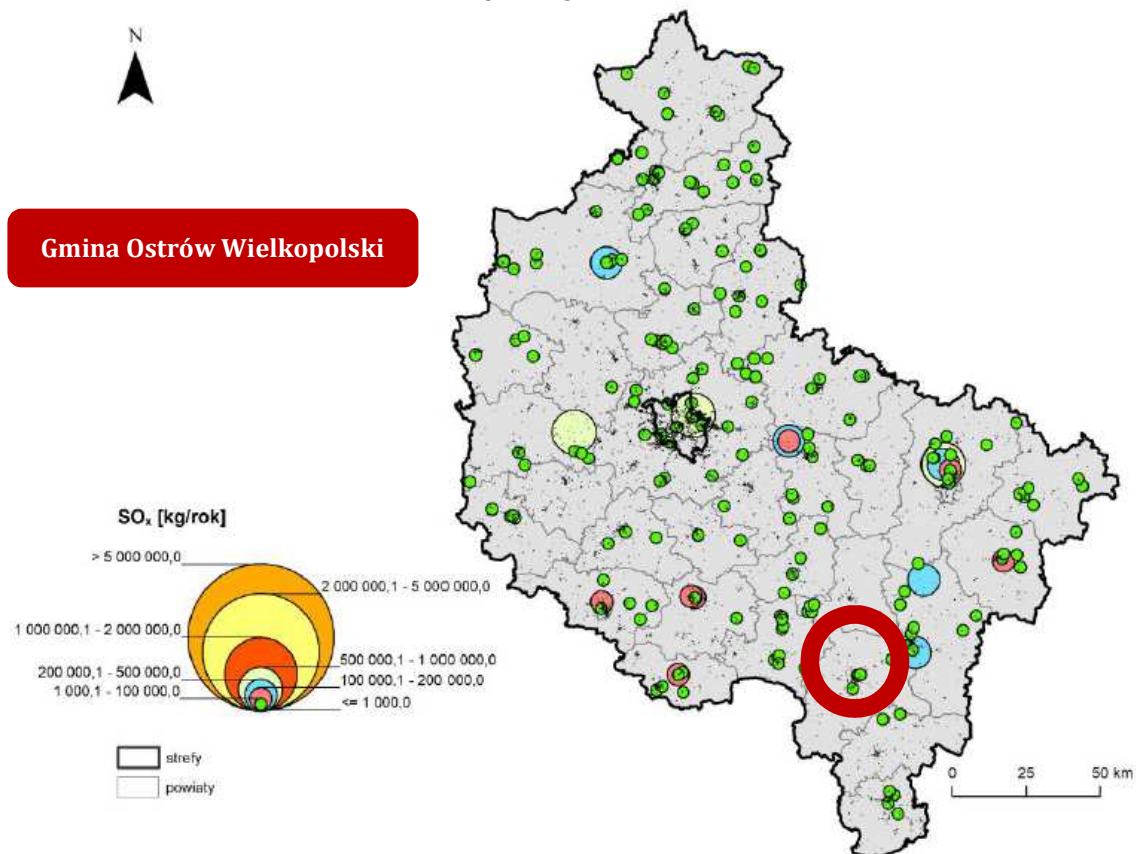 N
Gmina Ostrów Wielkopolski
SOₓ [kg/rok]
> 5 000 000,0
2 000 000,1 - 5 000 000,0
1 000 000,1 - 2 000 000,0
500 000,1 - 1 000 000,0
200 000,1 - 500 000,0
100 000,1 - 200 000,0
1 000,1 - 100 000,0
<= 1 000,0
strefy
powiaty
0 25 50 km